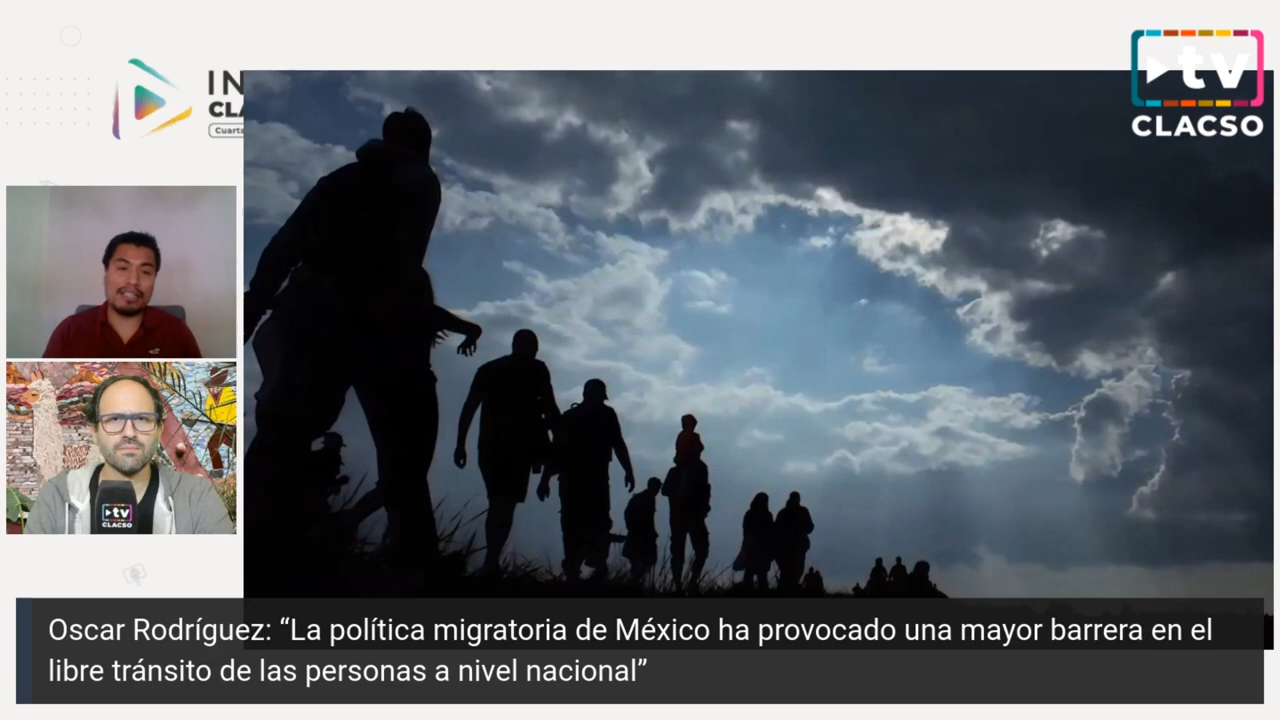 IN
CLA
Cuarta
tv
CLACSO
tv
CLACSO
Oscar Rodríguez: “La política migratoria de México ha provocado una mayor barrera en el
libre tránsito de las personas a nivel nacional”